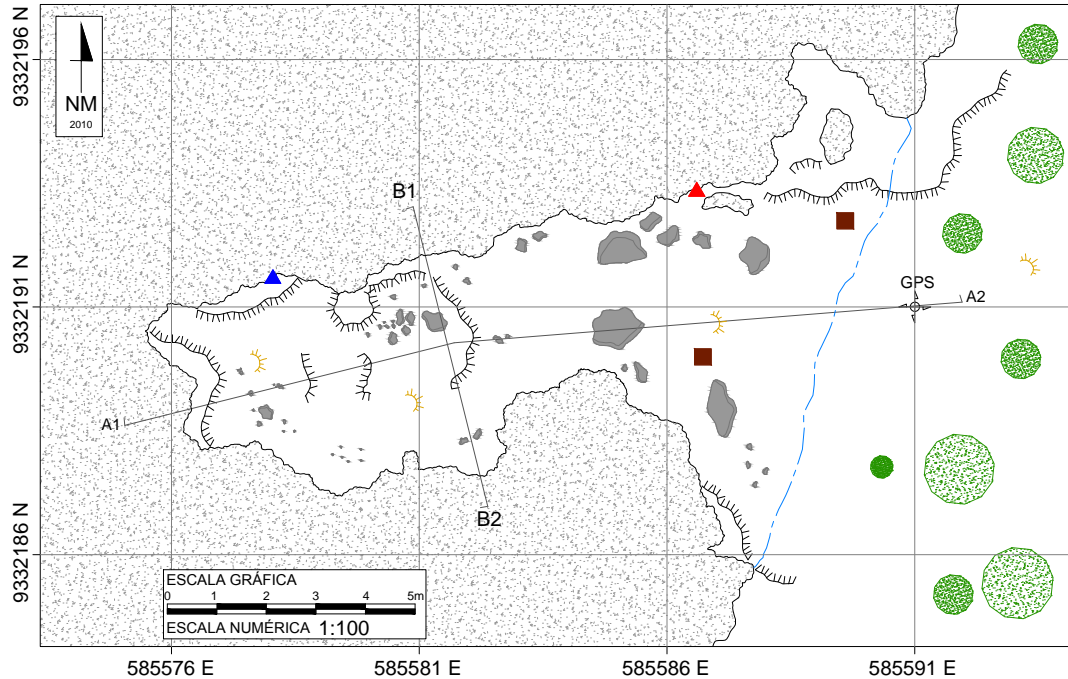 9332196 N
NM
2010
B1
9332191 N
GPS
A2
A1
B2
9332186 N
ESCALA GRÁFICA
0 1 2 3 4 5m
ESCALA NUMÉRICA 1:100
585576 E 585581 E 585586 E 585591 E